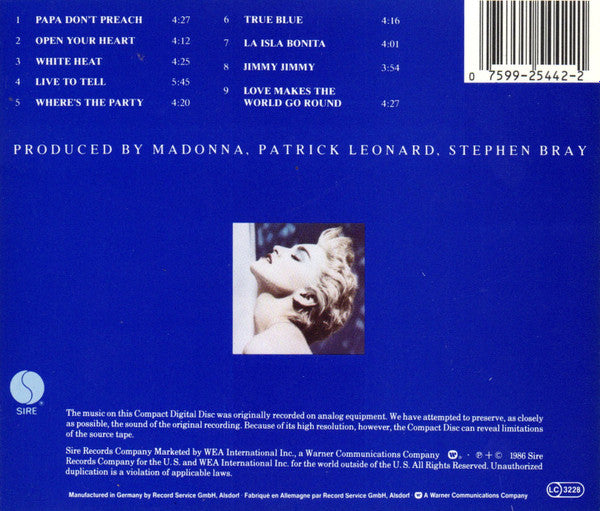 1 PAPA DON'T PREACH 4:27
2 OPEN YOUR HEART 4:12
3 WHITE HEAT 4:25
4 LIVE TO TELL 5:45
5 WHERE'S THE PARTY 4:20
6 TRUE BLUE 4:16
7 LA ISLA BONITA 4:01
8 JIMMY JIMMY 3:54
9 LOVE MAKES THE
WORLD GO ROUND 4:27
0 7599-25442-2
PRODUCED BY MADONNA, PATRICK LEONARD, STEPHEN BRAY
S
SIRE
The music on this Compact Digital Disc was originally recorded on analog equipment. We have attempted to preserve, as closely
as possible, the sound of the original recording. Because of its high resolution, however, the Compact Disc can reveal limitations
of the source tape.
Sire Records Company Marketed by WEA International Inc., a Warner Communications Company ⓦ. · ℗ + © 1986 Sire
Records Company for the U.S. and WEA International Inc. for the world outside of the U.S. All Rights Reserved. Unauthorized
duplication is a violation of applicable laws.
Manufactured in Germany by Record Service GmbH, Alsdorf · Fabriqué en Allemagne par Record Service GmbH, Alsdorf · ⓦ A Warner Communications Company
LC 3228